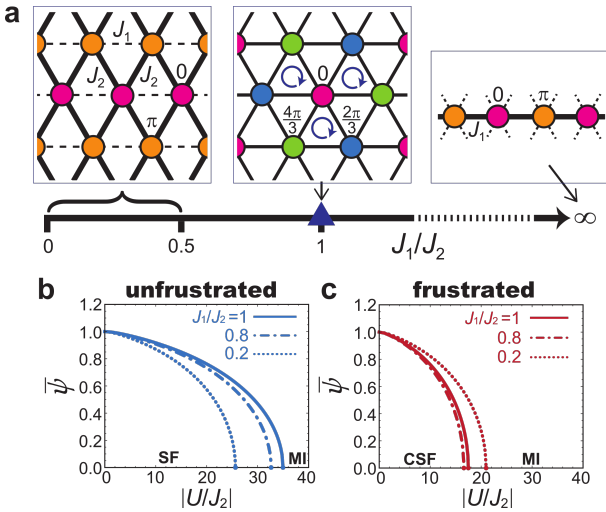 a
J₁
J₂ J₂ 0
π
0
4π/3 2π/3
0 π
J₁
0 0.5 1 J₁/J₂ ∞
b unfrustrated
J₁/J₂=1
0.8
0.2
ψ̅
1.2
1.0
0.8
0.6
0.4
0.2
0.0
SF MI
0 10 20 30 40
|U/J₂|
c frustrated
J₁/J₂=1
0.8
0.2
ψ̅
1.2
1.0
0.8
0.6
0.4
0.2
0.0
CSF MI
0 10 20 30 40
|U/J₂|